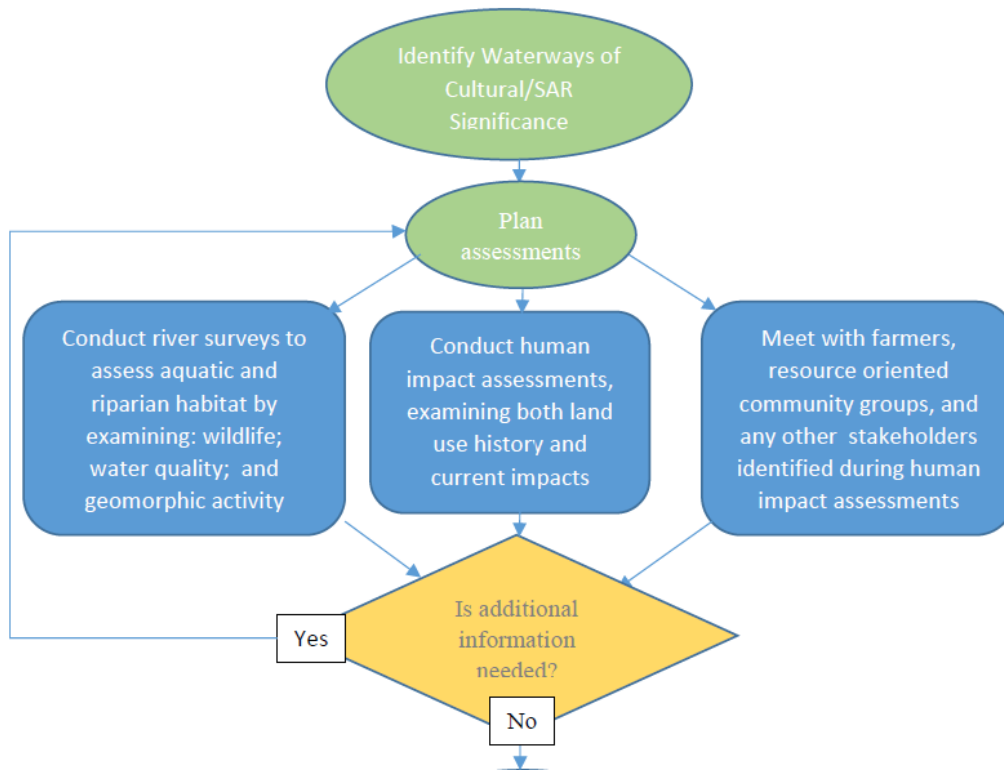 Identify Waterways of
Cultural/SAR
Significance
Plan
assessments
Conduct river surveys to
assess aquatic and
riparian habitat by
examining: wildlife;
water quality; and
geomorphic activity
Conduct human
impact assessments,
examining both land
use history and
current impacts
Meet with farmers,
resource oriented
community groups, and
any other stakeholders
identified during human
impact assessments
Is additional
information
needed?
Yes
No